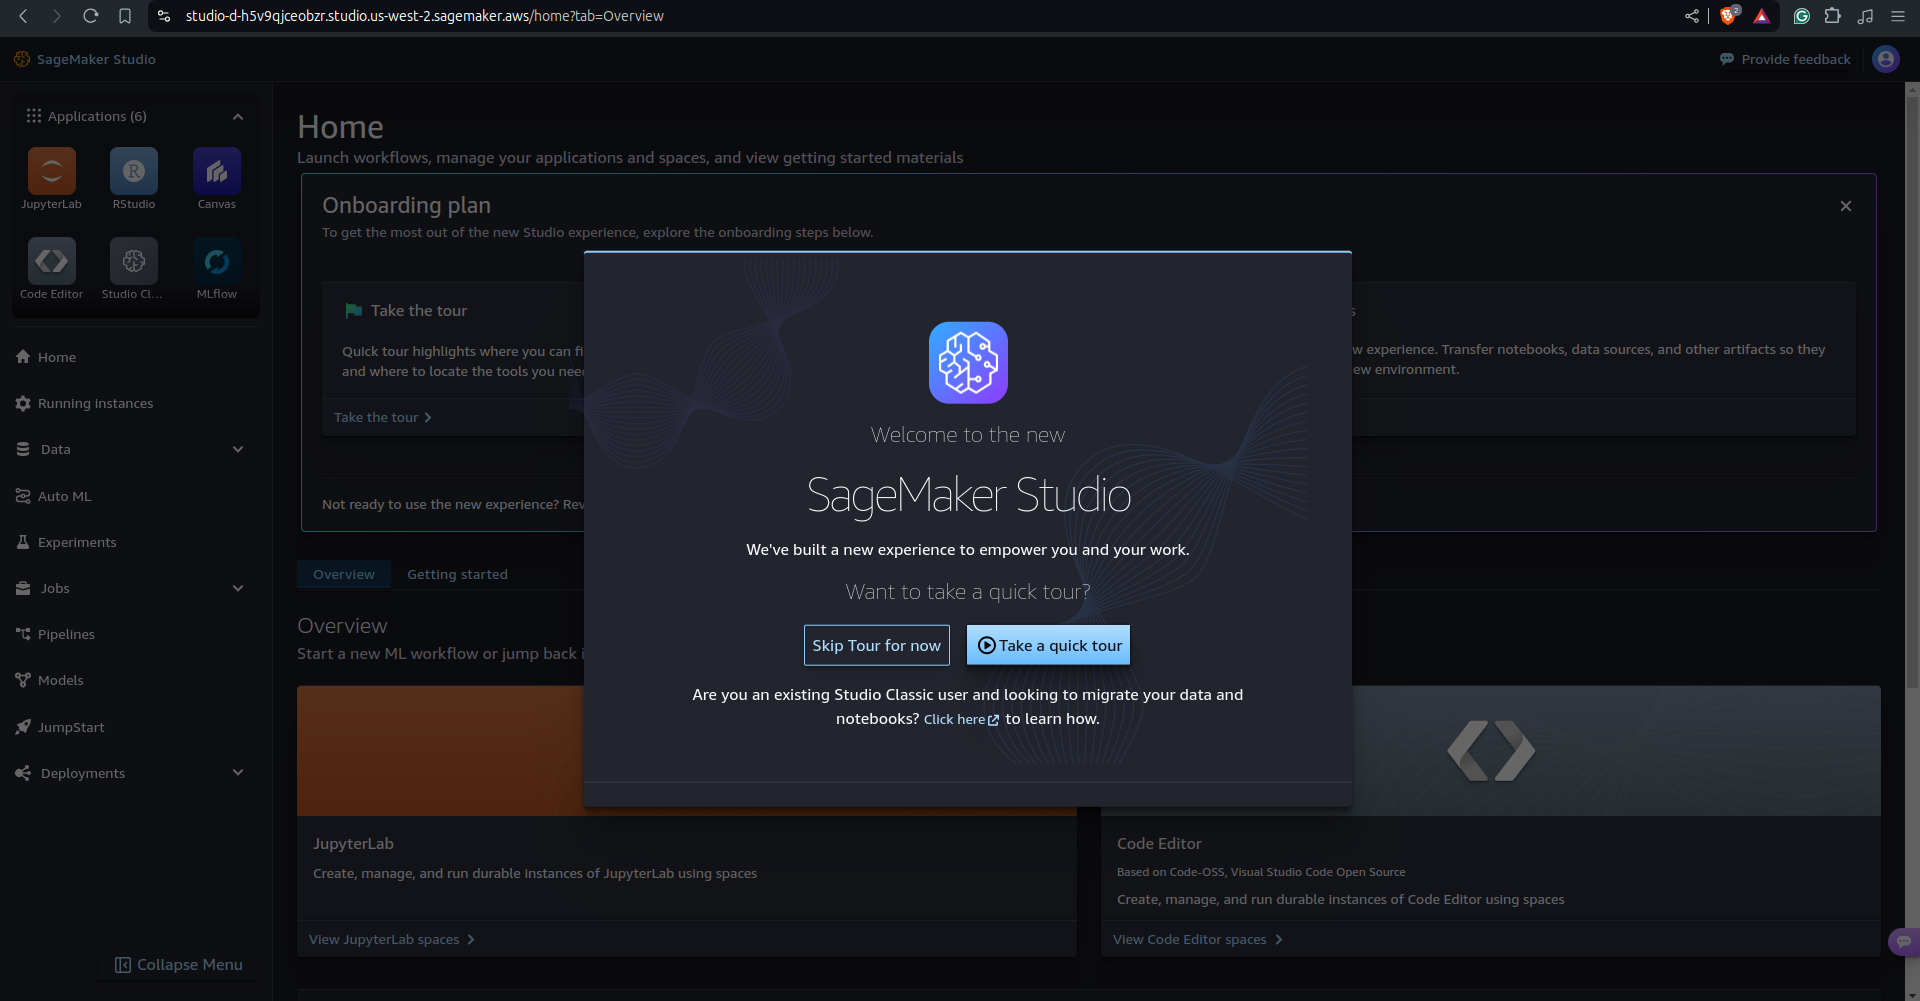 studio-d-h5v9qjceobzr.studio.us-west-2.sagemaker.aws/home?tab=Overview
2
SageMaker Studio
Provide feedback
Applications (6)
JupyterLab
RStudio
Canvas
Code Editor
Studio Cl...
MLflow
Home
Running instances
Data
Auto ML
Experiments
Jobs
Pipelines
Models
JumpStart
Deployments
Collapse Menu
Home
Launch workflows, manage your applications and spaces, and view getting started materials
Onboarding plan
To get the most out of the new Studio experience, explore the onboarding steps below.
Take the tour
Quick tour highlights where you can fi
and where to locate the tools you nee
Take the tour
s
w experience. Transfer notebooks, data sources, and other artifacts so they
ew environment.
Not ready to use the new experience? Rev
Welcome to the new
SageMaker Studio
We've built a new experience to empower you and your work.
Want to take a quick tour?
Skip Tour for now
Take a quick tour
Are you an existing Studio Classic user and looking to migrate your data and
notebooks? Click here to learn how.
Overview
Getting started
Overview
Start a new ML workflow or jump back i
JupyterLab
Create, manage, and run durable instances of JupyterLab using spaces
View JupyterLab spaces
Code Editor
Based on Code-OSS, Visual Studio Code Open Source
Create, manage, and run durable instances of Code Editor using spaces
View Code Editor spaces